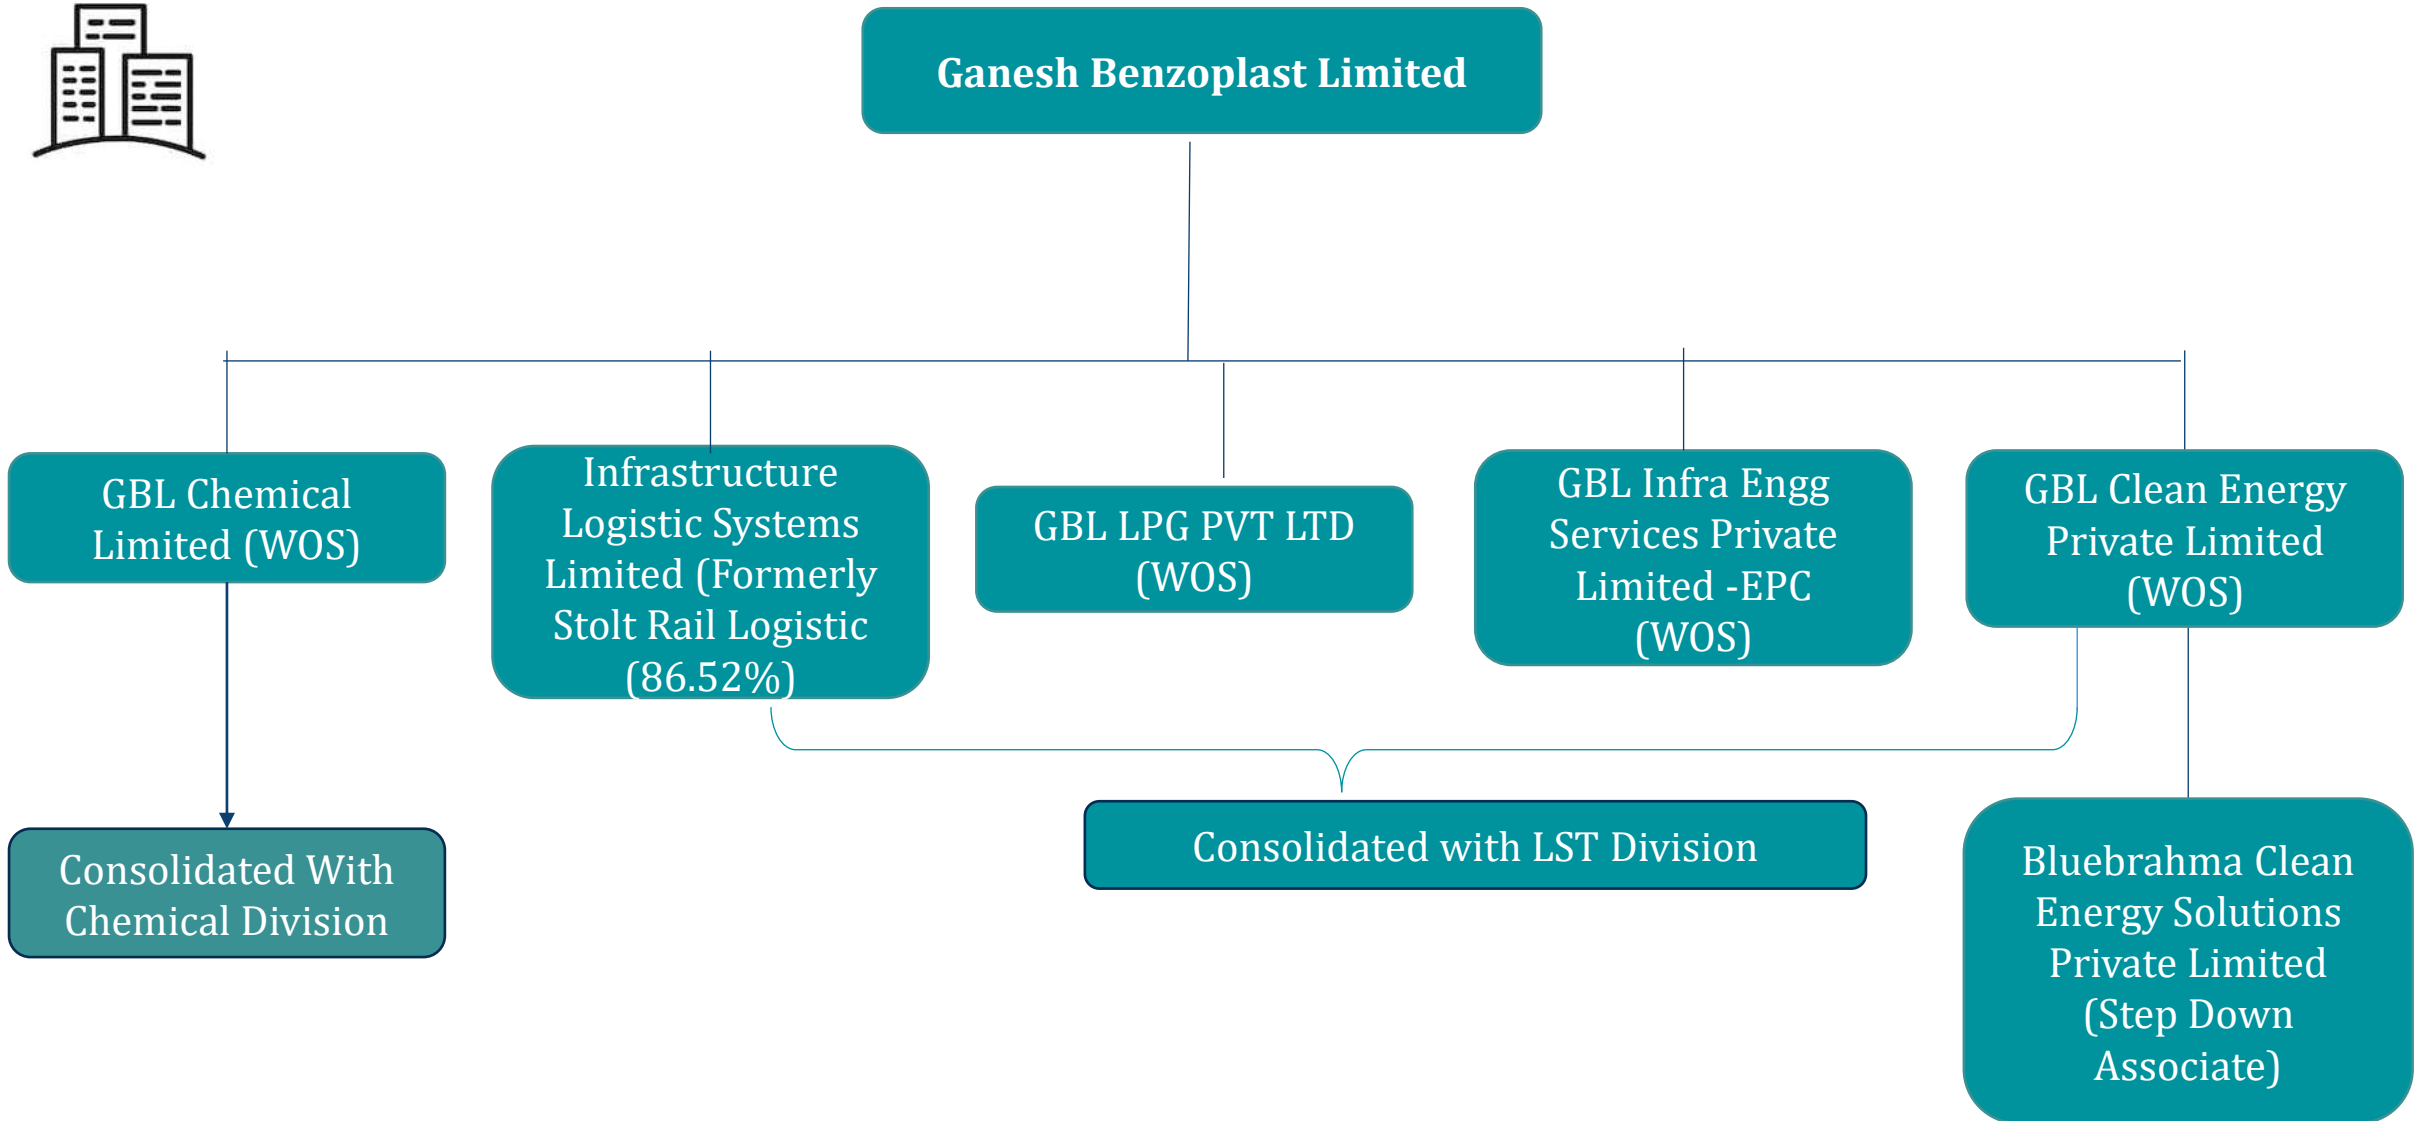 Ganesh Benzoplast Limited
GBL Chemical
Limited (WOS)
Infrastructure
Logistic Systems
Limited (Formerly
Stolt Rail Logistic
(86.52%)
GBL LPG PVT LTD
(WOS)
GBL Infra Engg
Services Private
Limited -EPC
(WOS)
GBL Clean Energy
Private Limited
(WOS)
Consolidated With
Chemical Division
Consolidated with LST Division
Bluebrahma Clean
Energy Solutions
Private Limited
(Step Down
Associate)